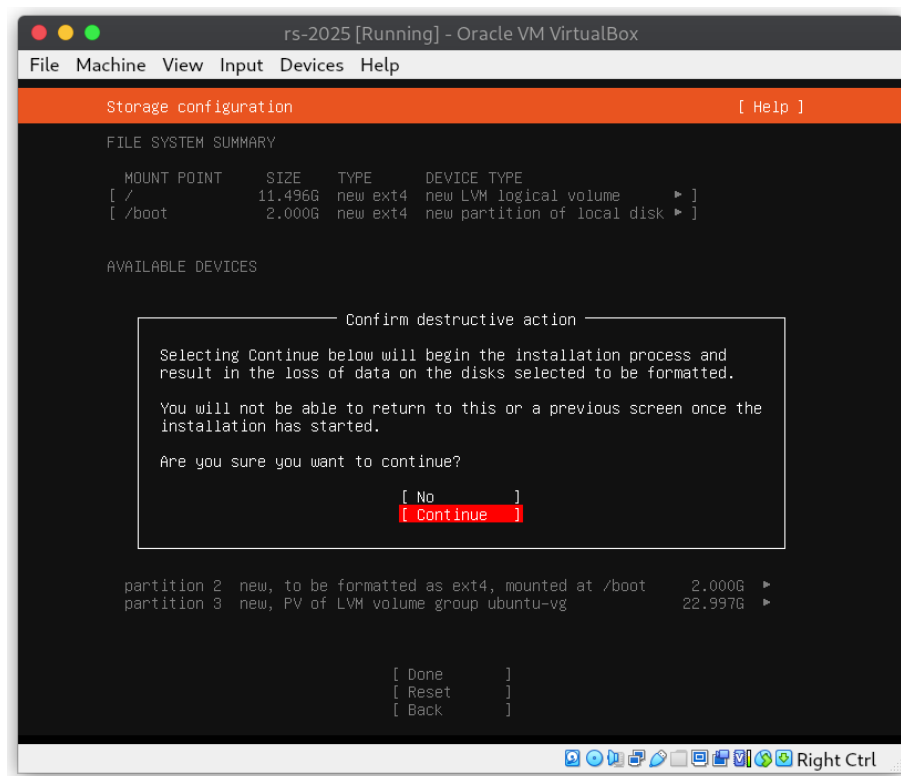 rs-2025 [Running] - Oracle VM VirtualBox
File Machine View Input Devices Help
Storage configuration [ Help ]
FILE SYSTEM SUMMARY
MOUNT POINT SIZE TYPE DEVICE TYPE
[ / 11.496G new ext4 new LVM logical volume ▸ ]
[ /boot 2.000G new ext4 new partition of local disk ▸ ]
AVAILABLE DEVICES
Confirm destructive action
Selecting Continue below will begin the installation process and
result in the loss of data on the disks selected to be formatted.
You will not be able to return to this or a previous screen once the
installation has started.
Are you sure you want to continue?
[ No ]
[ Continue ]
partition 2 new, to be formatted as ext4, mounted at /boot 2.000G ▸
partition 3 new, PV of LVM volume group ubuntu-vg 22.997G ▸
[ Done ]
[ Reset ]
[ Back ]
Right Ctrl